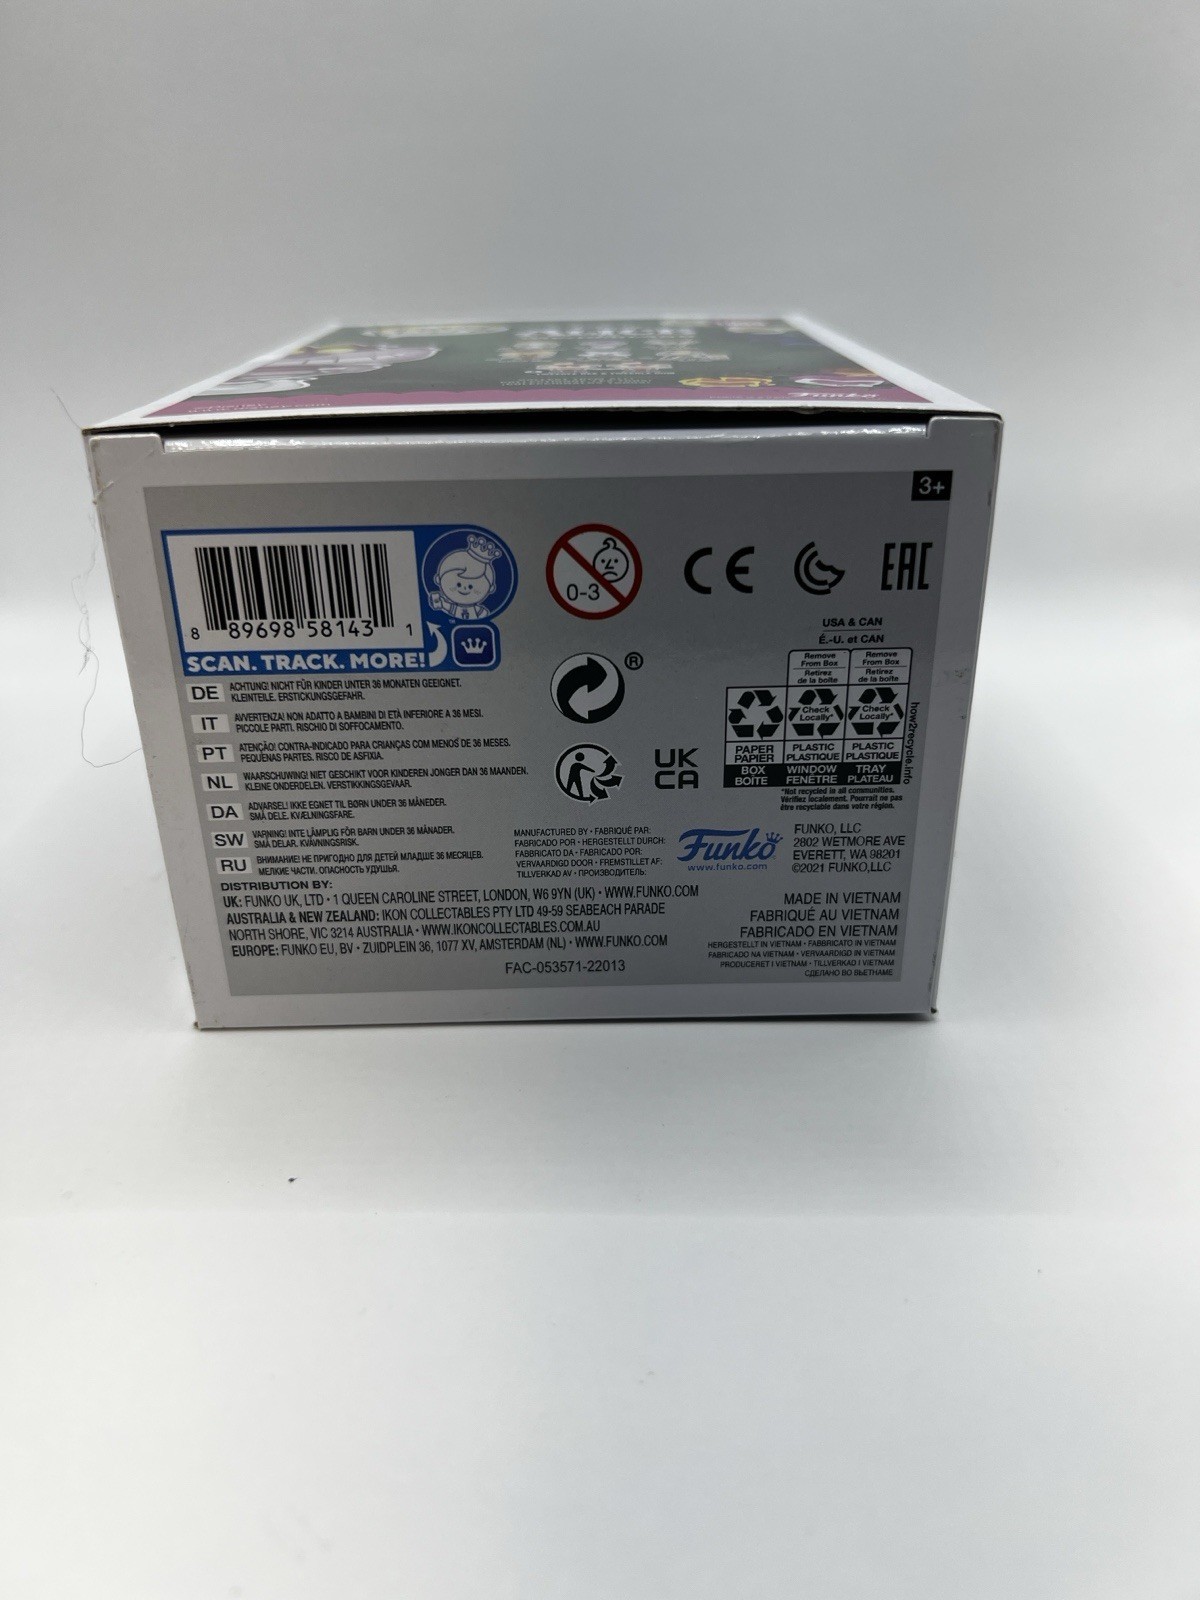 3+
8 89698 58143 1
SCAN. TRACK. MORE!
0-3
CE
EAC
USA & CAN
É.-U. et CAN
Remove
From Box
Retirez
de la boîte
Remove
From Box
Retirez
de la boîte
Check
Locally*
Check
Locally*
PAPER
PAPIER
PLASTIC
PLASTIQUE
PLASTIC
PLASTIQUE
BOX
BOÎTE
WINDOW
FENÊTRE
TRAY
PLATEAU
how2recycle.info
*Not recycled in all communities.
Vérifiez localement. Pourrait ne pas
être recyclable dans votre région.
®
UK
CA
DE ACHTUNG! NICHT FÜR KINDER UNTER 36 MONATEN GEEIGNET.
KLEINTEILE. ERSTICKUNGSGEFAHR.
IT AVVERTENZA! NON ADATTO A BAMBINI DI ETÀ INFERIORE A 36 MESI.
PICCOLE PARTI. RISCHIO DI SOFFOCAMENTO.
PT ATENÇÃO! CONTRA-INDICADO PARA CRIANÇAS COM MENOS DE 36 MESES.
PEQUENAS PARTES. RISCO DE ASFIXIA.
NL WAARSCHUWING! NIET GESCHIKT VOOR KINDEREN JONGER DAN 36 MAANDEN.
KLEINE ONDERDELEN. VERSTIKKINGSGEVAAR.
DA ADVARSEL! IKKE EGNET TIL BØRN UNDER 36 MÅNEDER.
SMÅ DELE. KVÆLNINGSFARE.
SW VARNING! INTE LÄMPLIG FÖR BARN UNDER 36 MÅNADER.
SMÅ DELAR. KVÄVNINGSRISK.
RU ВНИМАНИЕ! НЕ ПРИГОДНО ДЛЯ ДЕТЕЙ МЛАДШЕ 36 МЕСЯЦЕВ.
МЕЛКИЕ ЧАСТИ. ОПАСНОСТЬ УДУШЬЯ.
MANUFACTURED BY • FABRIQUÉ PAR:
FABRICADO POR • HERGESTELLT DURCH:
FABBRICATO DA • FABRICADO POR:
VERVAARDIGD DOOR • FREMSTILLET AF:
TILLVERKAD AV • ПРОИЗВОДИТЕЛЬ:
Funko
www.funko.com
FUNKO, LLC
2802 WETMORE AVE
EVERETT, WA 98201
©2021 FUNKO,LLC
DISTRIBUTION BY:
UK: FUNKO UK, LTD • 1 QUEEN CAROLINE STREET, LONDON, W6 9YN (UK) • WWW.FUNKO.COM
AUSTRALIA & NEW ZEALAND: IKON COLLECTABLES PTY LTD 49-59 SEABEACH PARADE
NORTH SHORE, VIC 3214 AUSTRALIA • WWW.IKONCOLLECTABLES.COM.AU
EUROPE: FUNKO EU, BV • ZUIDPLEIN 36, 1077 XV, AMSTERDAM (NL) • WWW.FUNKO.COM
FAC-053571-22013
MADE IN VIETNAM
FABRIQUÉ AU VIETNAM
FABRICADO EN VIETNAM
HERGESTELLT IN VIETNAM • FABBRICATO IN VIETNAM
FABRICADO NA VIETNAM • VERVAARDIGD IN VIETNAM
PRODUCERET I VIETNAM • TILLVERKAD I VIETNAM
СДЕЛАНО ВО ВЬЕТНАМЕ